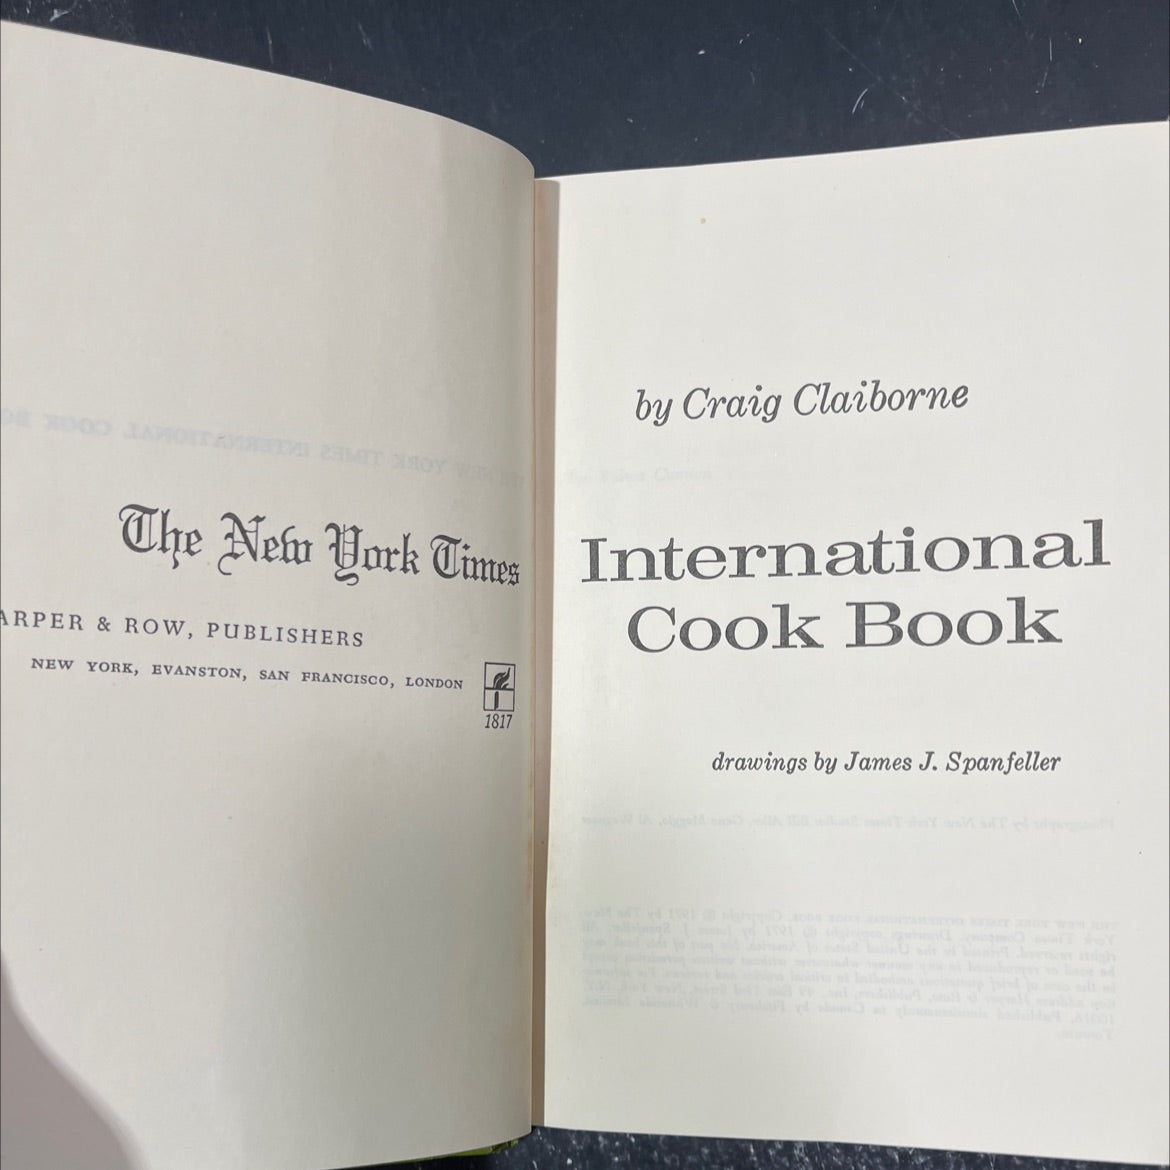 The New York Times
ARPER & ROW, PUBLISHERS
NEW YORK, EVANSTON, SAN FRANCISCO, LONDON
1817
by Craig Claiborne
International
Cook Book
drawings by James J. Spanfeller